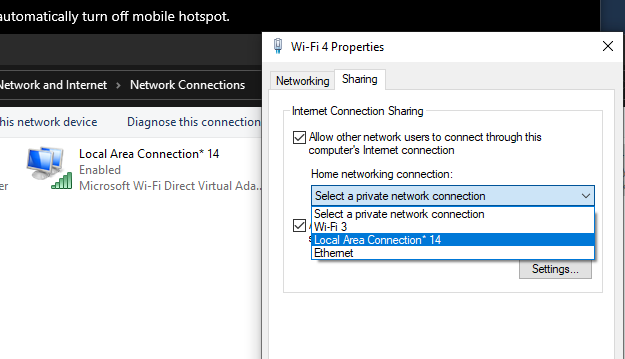 automatically turn off mobile hotspot.
Wi-Fi 4 Properties
Network and Internet > Network Connections
Networking
Sharing
his network device
Diagnose this connection
Internet Connection Sharing
Allow other network users to connect through this
computer's Internet connection
Local Area Connection* 14
Enabled
Microsoft Wi-Fi Direct Virtual Ada...
Home networking connection:
Select a private network connection
Select a private network connection
Wi-Fi 3
Local Area Connection* 14
Ethernet
Settings...